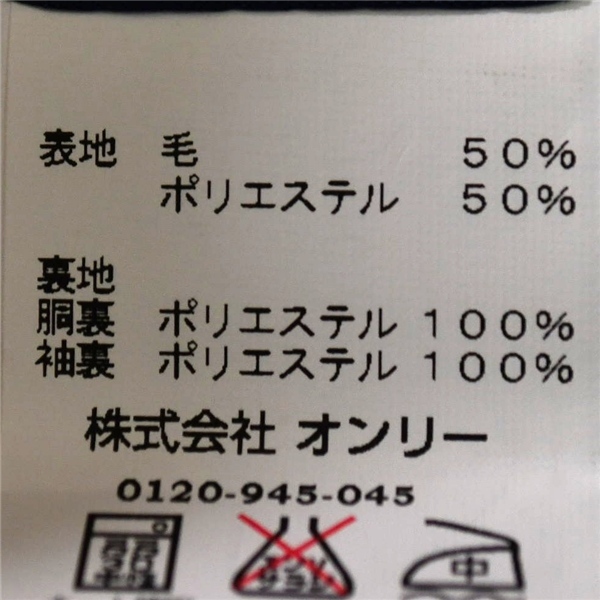 表地 毛 50%
ポリエステル 50%
裏地
胴裏 ポリエステル 100%
袖裏 ポリエステル 100%
株式会社 オンリー
0120-945-045
中